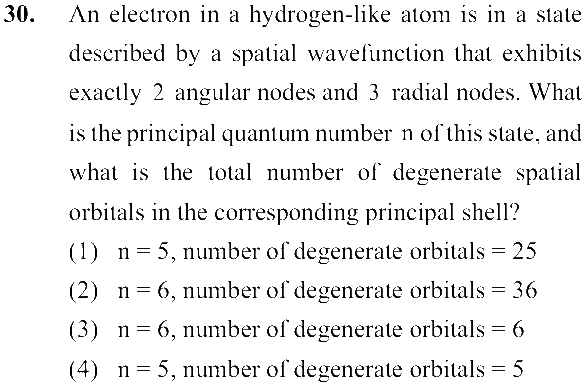 30. An electron in a hydrogen-like atom is in a state
described by a spatial wavefunction that exhibits
exactly 2 angular nodes and 3 radial nodes. What
is the principal quantum number n of this state, and
what is the total number of degenerate spatial
orbitals in the corresponding principal shell?
(1) n = 5, number of degenerate orbitals = 25
(2) n = 6, number of degenerate orbitals = 36
(3) n = 6, number of degenerate orbitals = 6
(4) n = 5, number of degenerate orbitals = 5